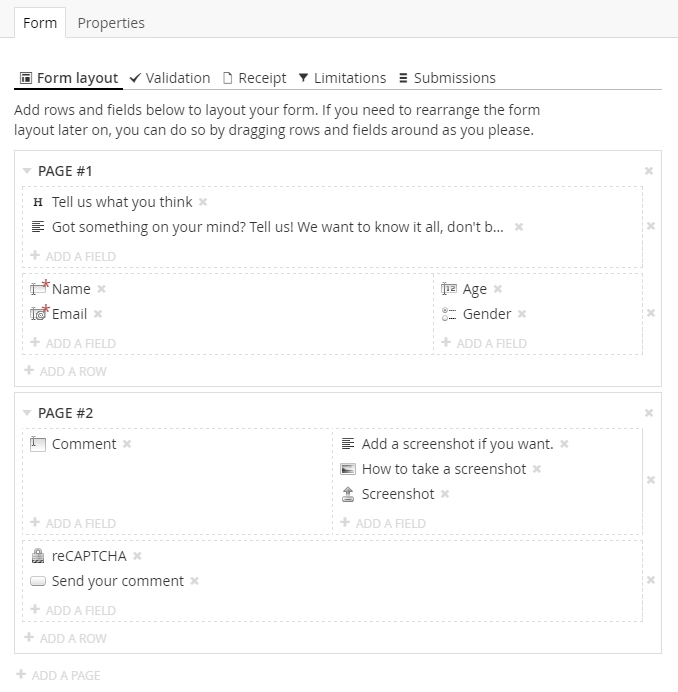 Form Properties
Form layout Validation Receipt Limitations Submissions
Add rows and fields below to layout your form. If you need to rearrange the form
layout later on, you can do so by dragging rows and fields around as you please.
PAGE #1
H Tell us what you think
Got something on your mind? Tell us! We want to know it all, don't b...
ADD A FIELD
Name
Email
ADD A FIELD
Age
Gender
ADD A FIELD
ADD A ROW
PAGE #2
Comment
ADD A FIELD
Add a screenshot if you want.
How to take a screenshot
Screenshot
ADD A FIELD
reCAPTCHA
Send your comment
ADD A FIELD
ADD A ROW
ADD A PAGE